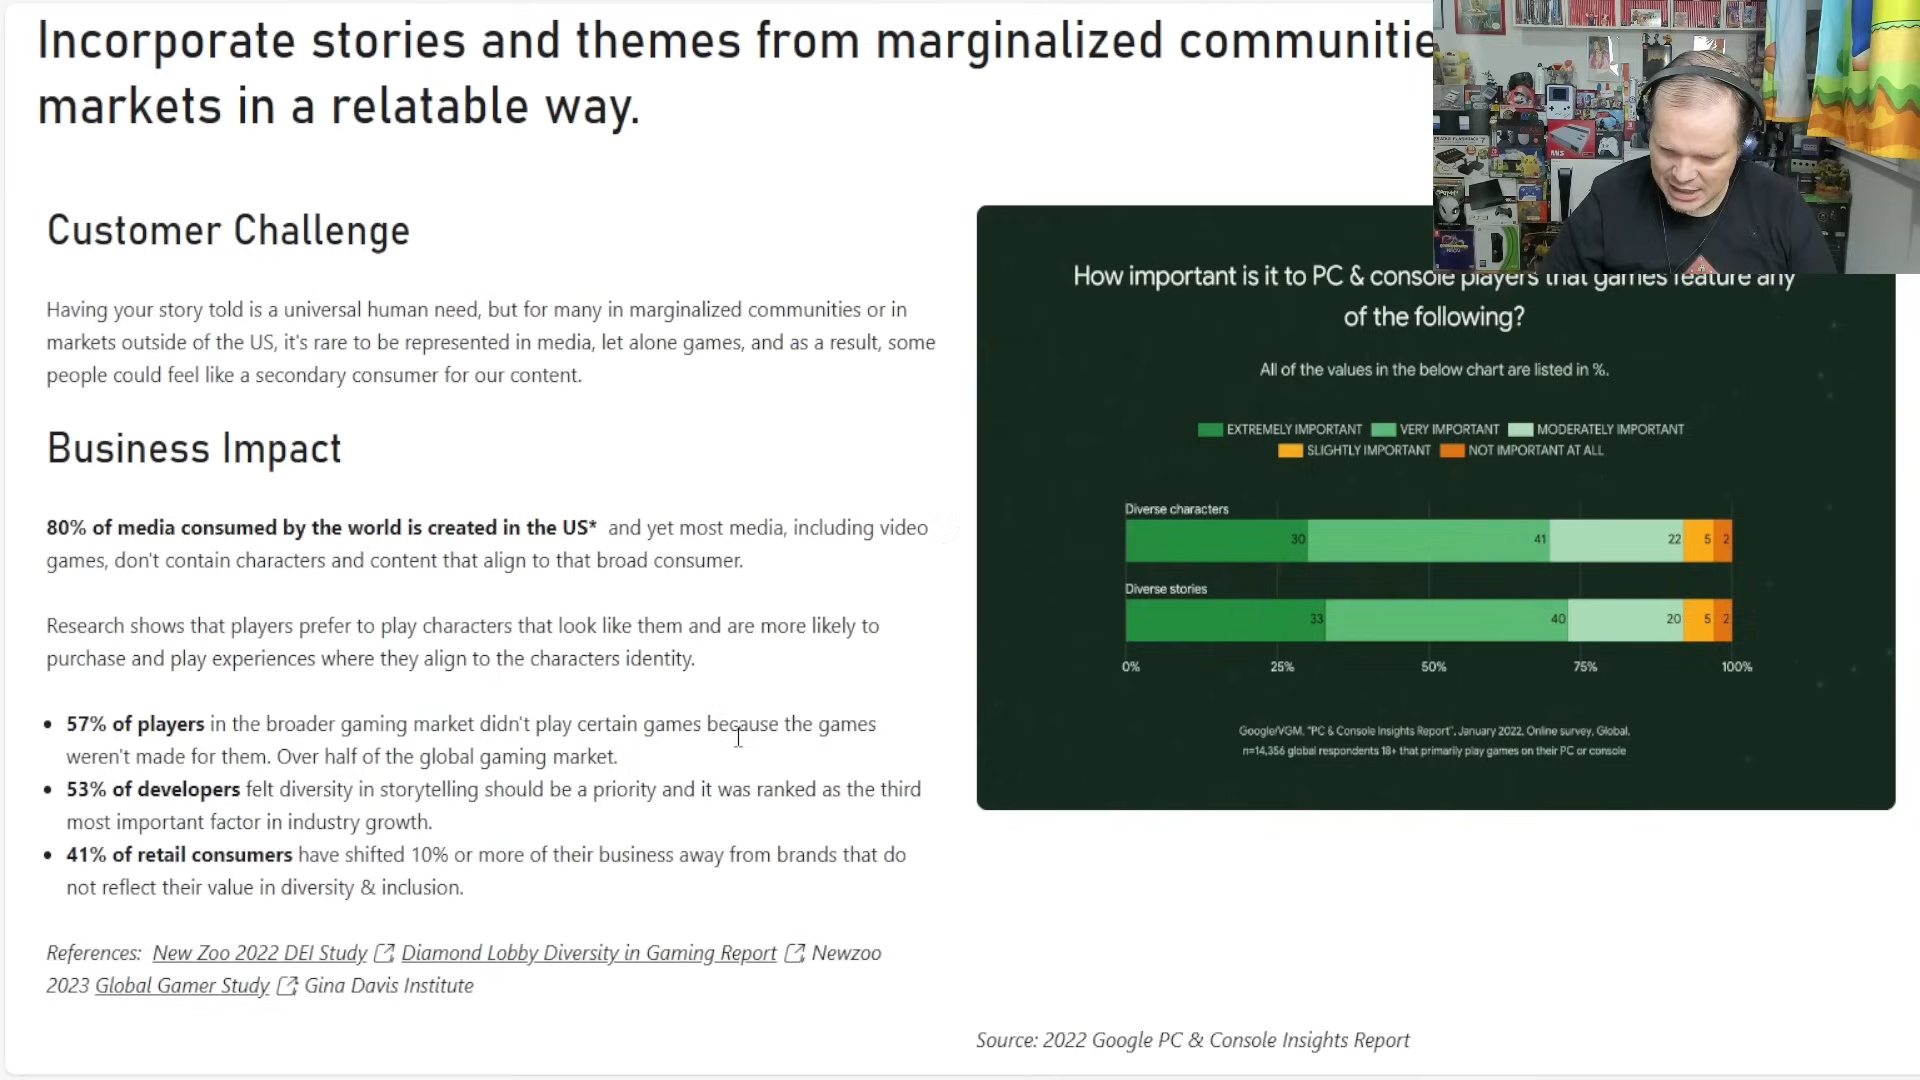 Incorporate stories and themes from marginalized communitie
markets in a relatable way.
Customer Challenge
Having your story told is a universal human need, but for many in marginalized communities or in
markets outside of the US, it's rare to be represented in media, let alone games, and as a result, some
people could feel like a secondary consumer for our content.
Business Impact
80% of media consumed by the world is created in the US* and yet most media, including video
games, don't contain characters and content that align to that broad consumer.
Research shows that players prefer to play characters that look like them and are more likely to
purchase and play experiences where they align to the characters identity.
• 57% of players in the broader gaming market didn't play certain games because the games
weren't made for them. Over half of the global gaming market.
• 53% of developers felt diversity in storytelling should be a priority and it was ranked as the third
most important factor in industry growth.
• 41% of retail consumers have shifted 10% or more of their business away from brands that do
not reflect their value in diversity & inclusion.
References: New Zoo 2022 DEI Study Diamond Lobby Diversity in Gaming Report Newzoo
2023 Global Gamer Study Gina Davis Institute
How important is it to PC & console players that games feature any
of the following?
All of the values in the below chart are listed in %.
EXTREMELY IMPORTANT VERY IMPORTANT MODERATELY IMPORTANT
SLIGHTLY IMPORTANT NOT IMPORTANT AT ALL
Diverse characters
30 41 22 5 2
Diverse stories
33 40 20 5 2
0% 25% 50% 75% 100%
Google/VGM, "PC & Console Insights Report", January 2022, Online survey, Global,
n=14,356 global respondents 18+ that primarily play games on their PC or console
Source: 2022 Google PC & Console Insights Report